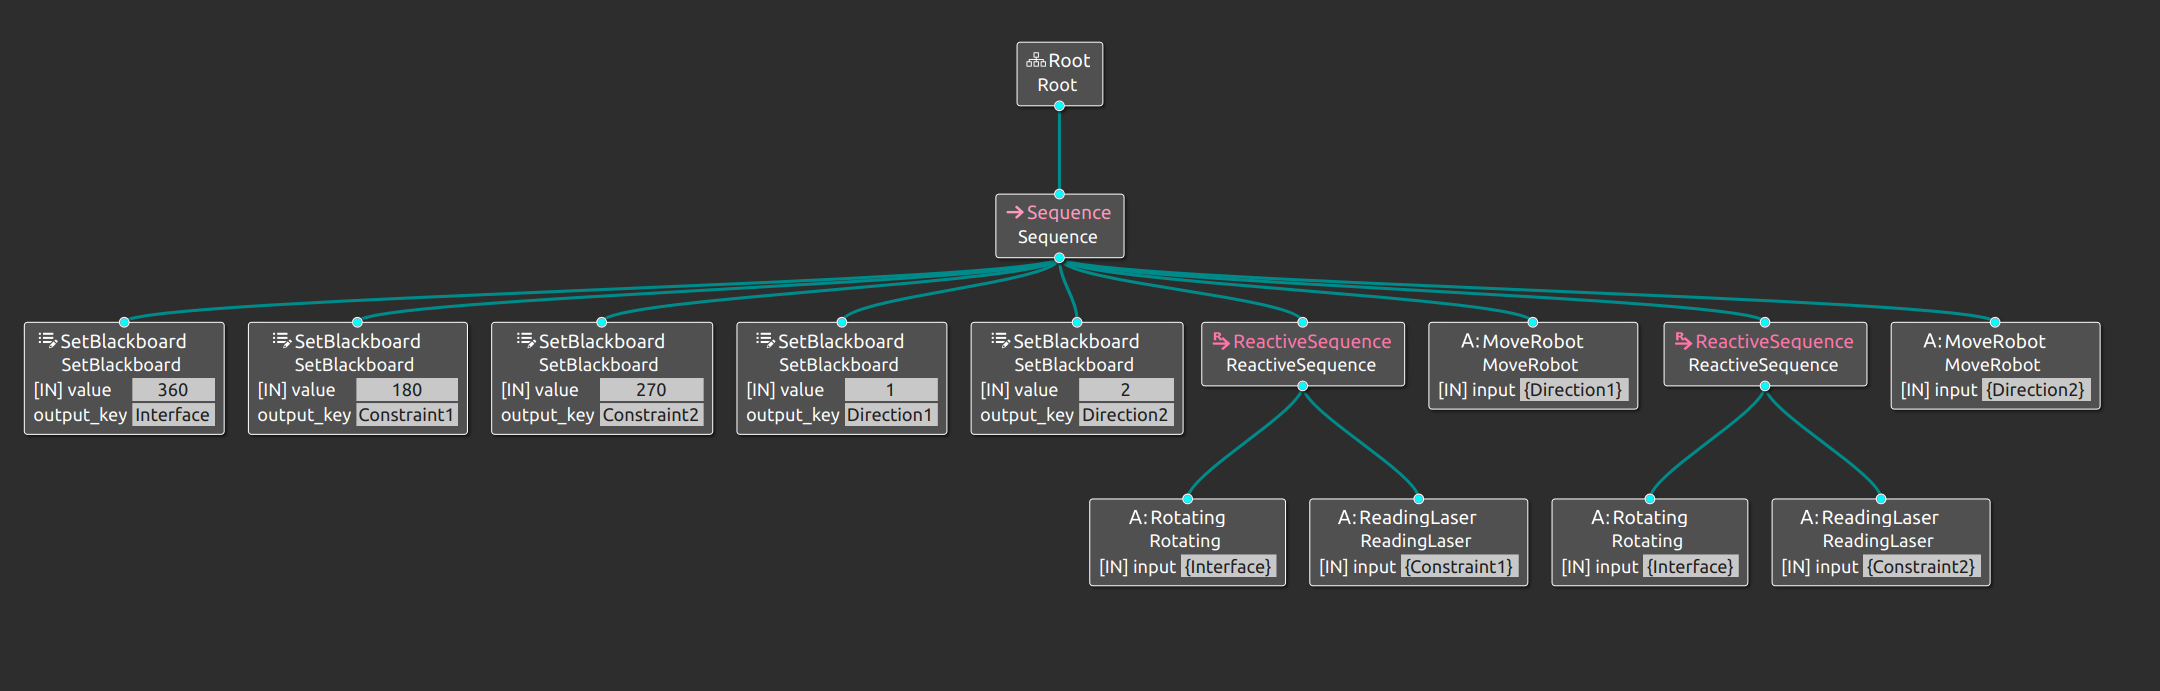 Root
Root
Sequence
Sequence
SetBlackboard
SetBlackboard
[IN] value 360
output_key Interface
SetBlackboard
SetBlackboard
[IN] value 180
output_key Constraint1
SetBlackboard
SetBlackboard
[IN] value 270
output_key Constraint2
SetBlackboard
SetBlackboard
[IN] value 1
output_key Direction1
SetBlackboard
SetBlackboard
[IN] value 2
output_key Direction2
R ReactiveSequence
ReactiveSequence
A:MoveRobot
MoveRobot
[IN] input {Direction1}
R ReactiveSequence
ReactiveSequence
A:MoveRobot
MoveRobot
[IN] input {Direction2}
A:Rotating
Rotating
[IN] input {Interface}
A:ReadingLaser
ReadingLaser
[IN] input {Constraint1}
A:Rotating
Rotating
[IN] input {Interface}
A:ReadingLaser
ReadingLaser
[IN] input {Constraint2}